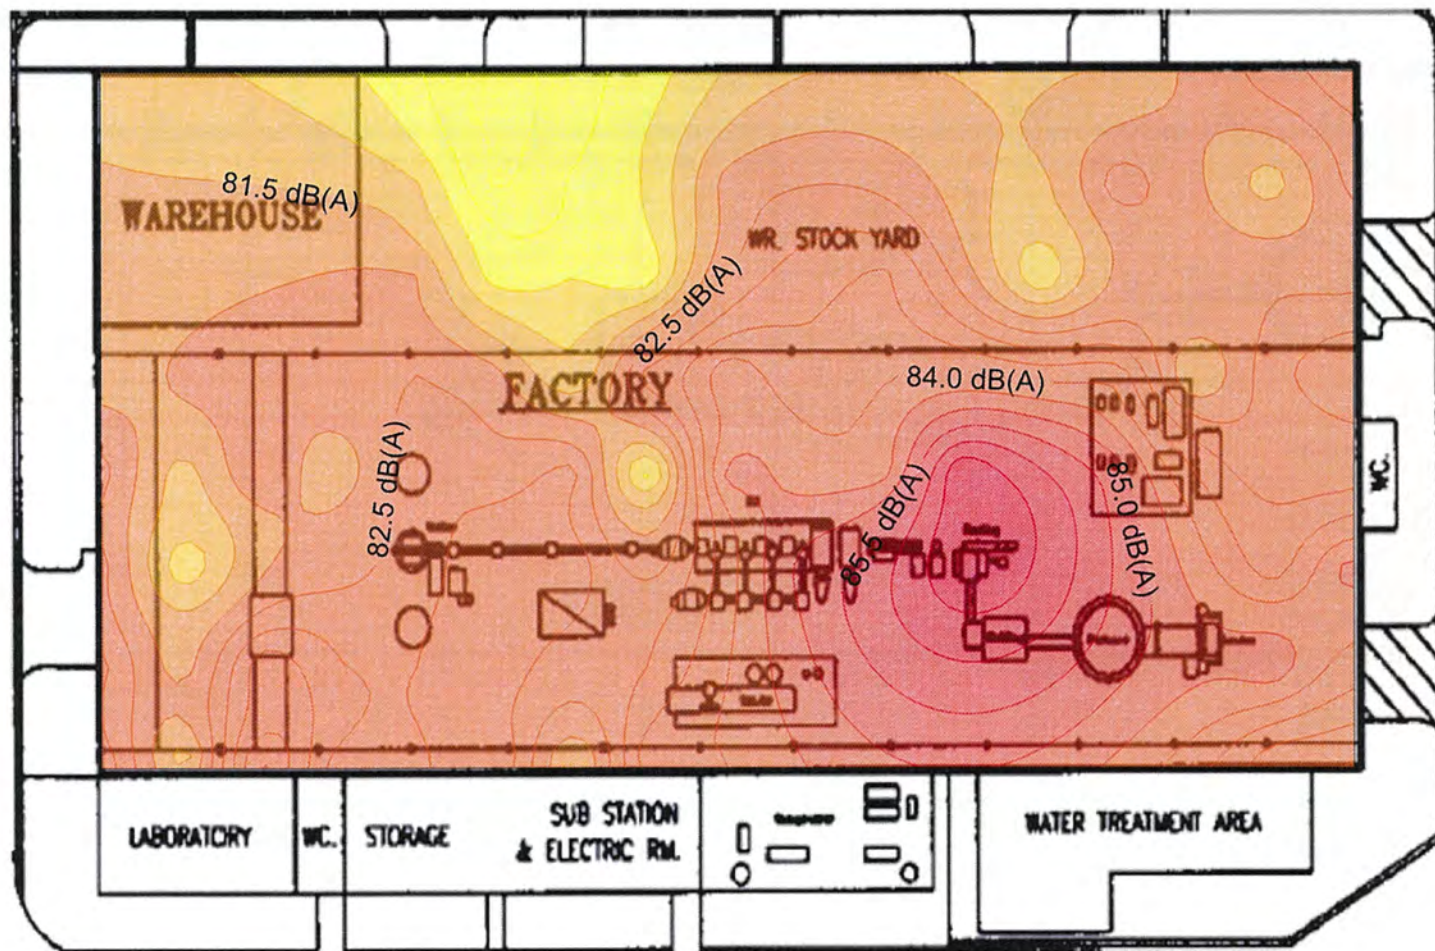 81.5 dB(A)
WAREHOUSE
WR. STOCK YARD
82.5 dB(A)
FACTORY
84.0 dB(A)
82.5 dB(A)
85.5 dB(A)
85.0 dB(A)
WC.
LABORATORY
WC.
STORAGE
SUB STATION
& ELECTRIC RM.
WATER TREATMENT AREA